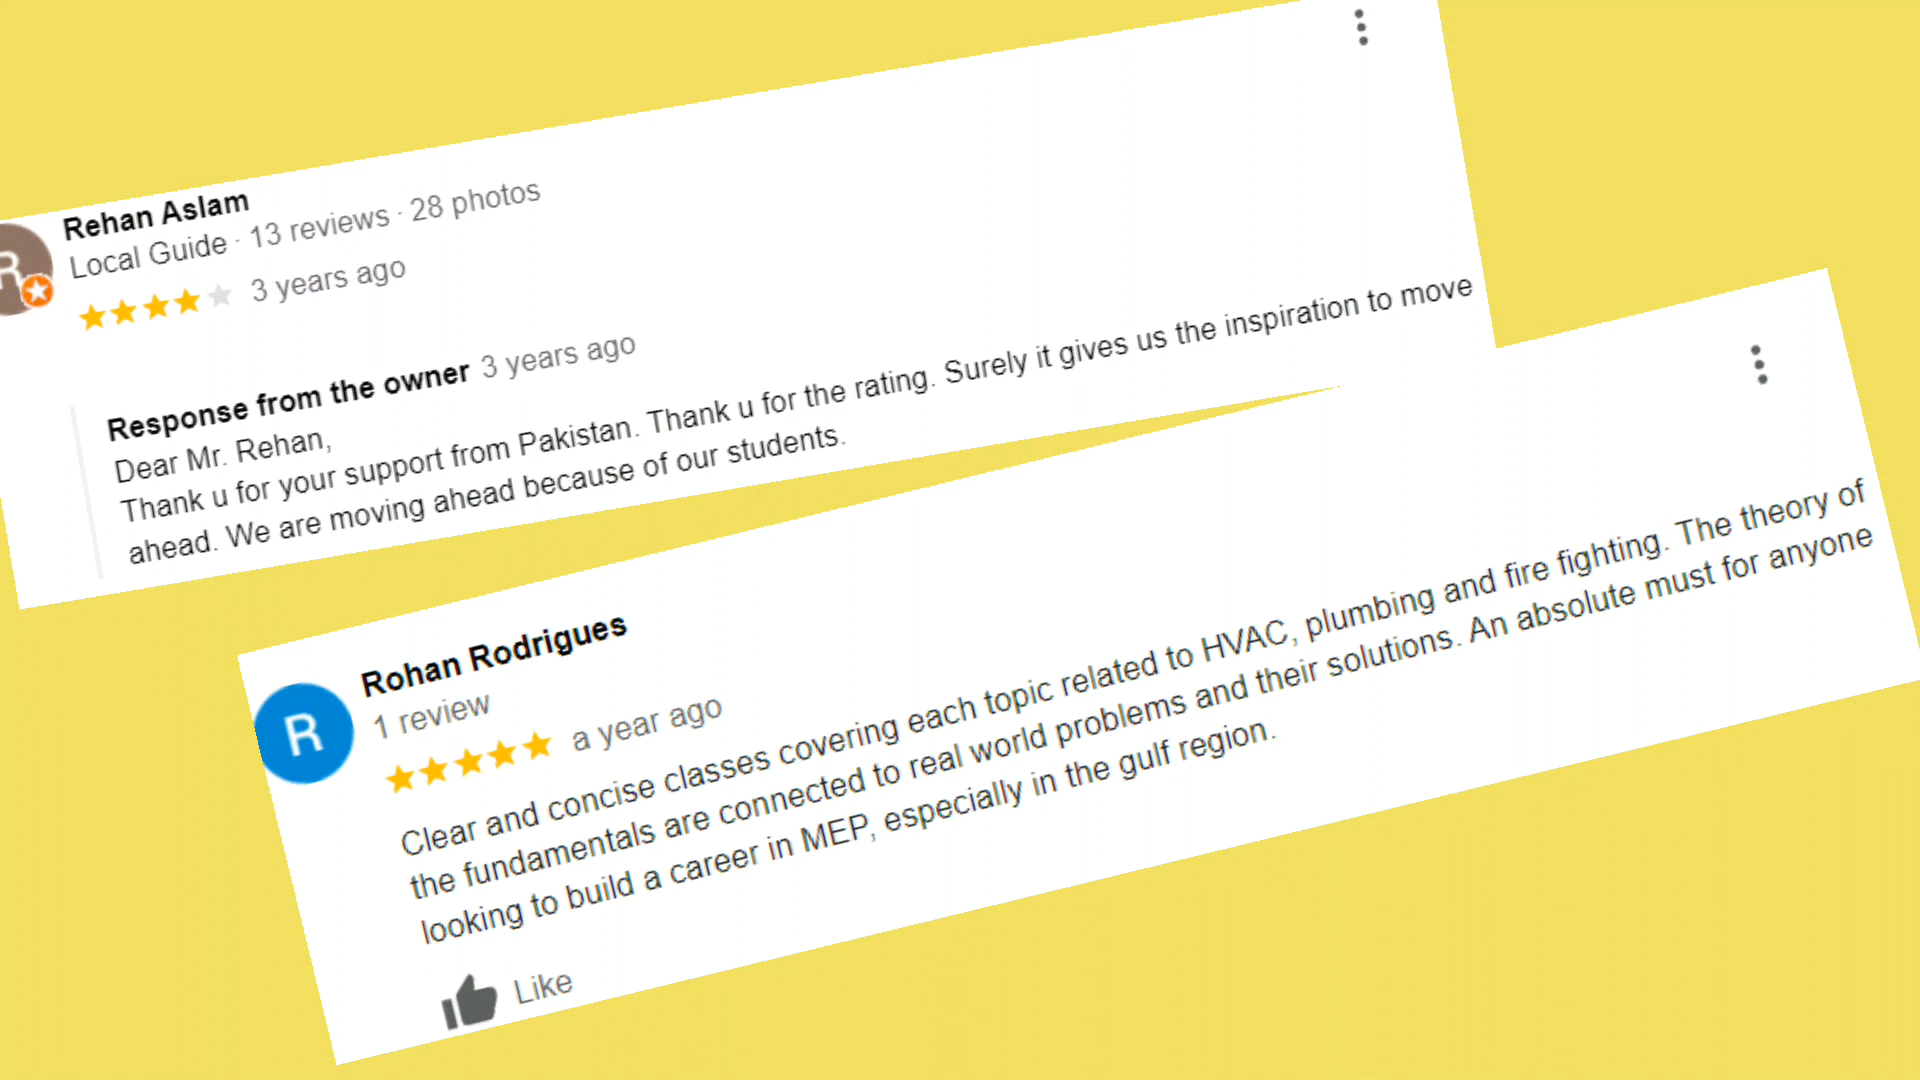 Rehan Aslam
Local Guide · 13 reviews · 28 photos
3 years ago
Response from the owner 3 years ago
Dear Mr. Rehan,
Thank u for your support from Pakistan. Thank u for the rating. Surely it gives us the inspiration to move
ahead. We are moving ahead because of our students.
R
R
Rohan Rodrigues
1 review
a year ago
Clear and concise classes covering each topic related to HVAC, plumbing and fire fighting. The theory of
the fundamentals are connected to real world problems and their solutions. An absolute must for anyone
looking to build a career in MEP, especially in the gulf region.
Like